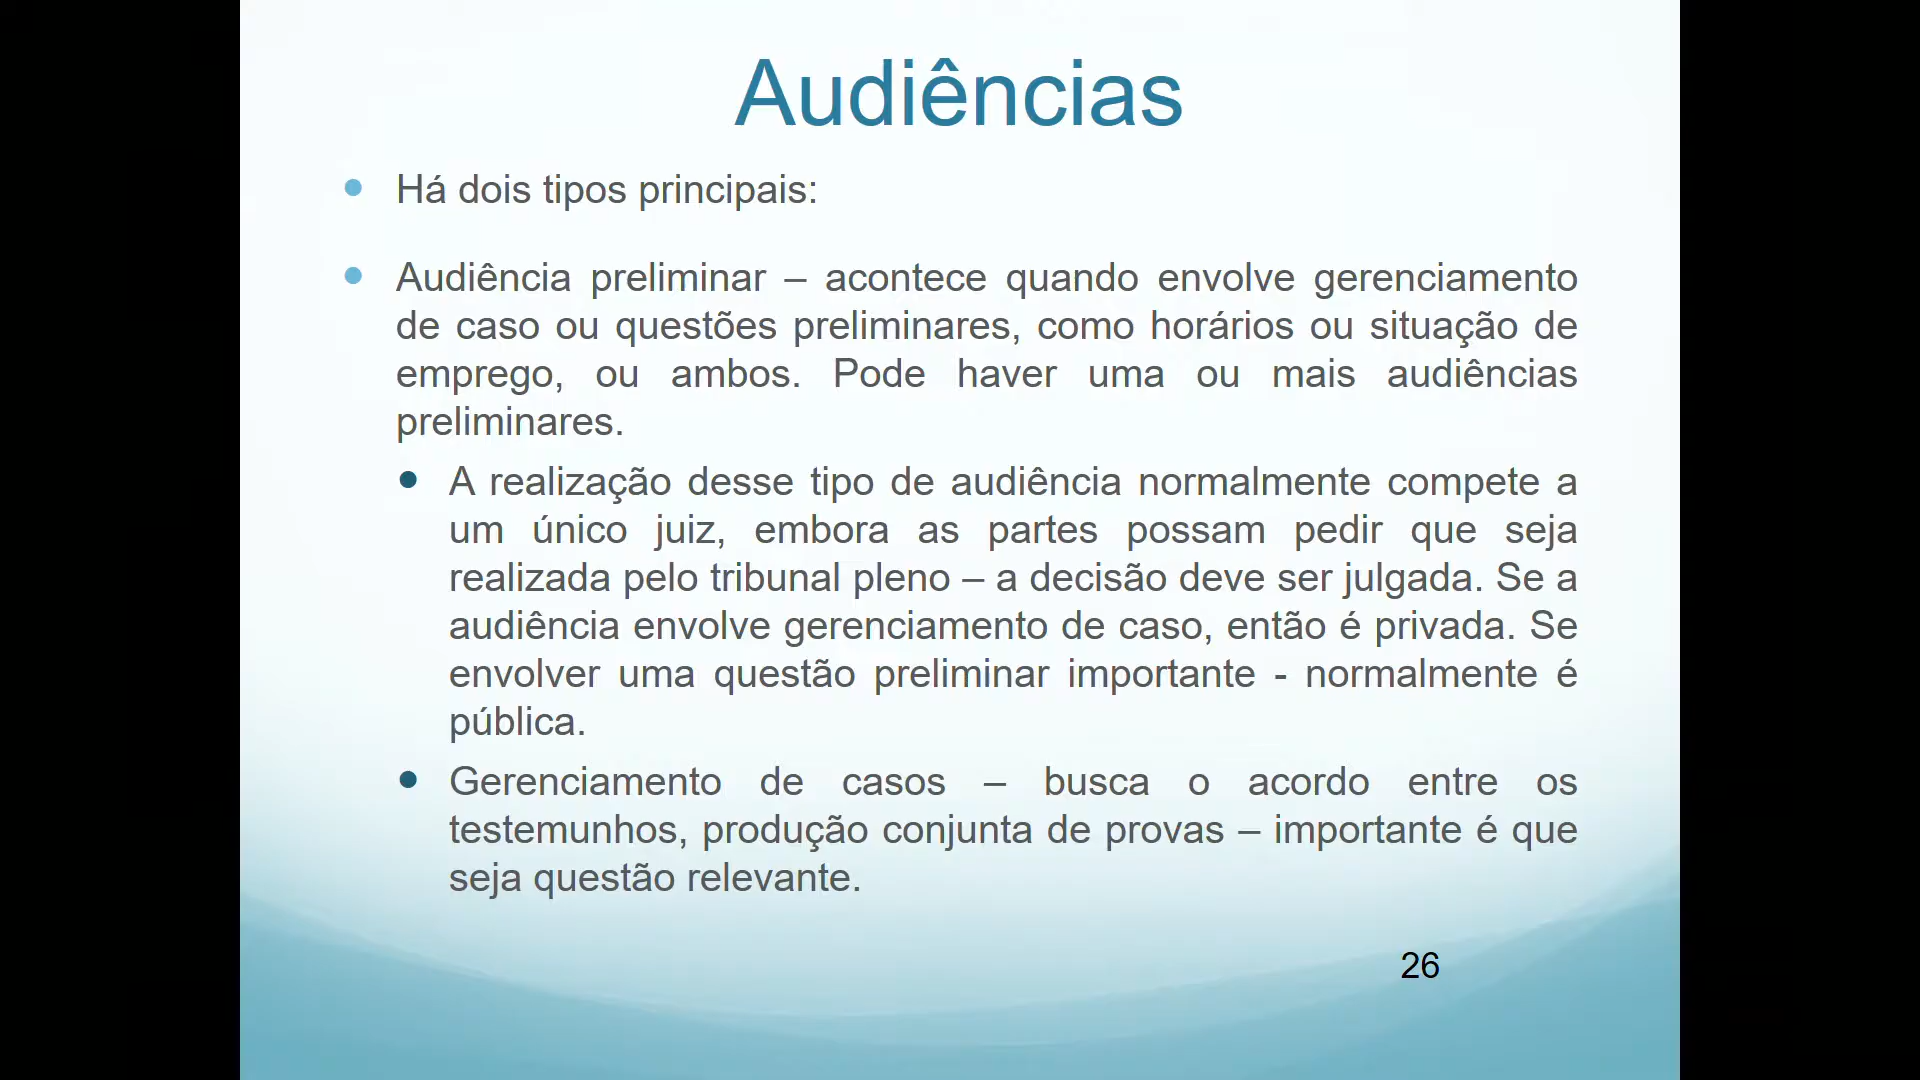 Audiências
Há dois tipos principais:
Audiência preliminar – acontece quando envolve gerenciamento
de caso ou questões preliminares, como horários ou situação de
emprego, ou ambos. Pode haver uma ou mais audiências
preliminares.
A realização desse tipo de audiência normalmente compete a
um único juiz, embora as partes possam pedir que seja
realizada pelo tribunal pleno – a decisão deve ser julgada. Se a
audiência envolve gerenciamento de caso, então é privada. Se
envolver uma questão preliminar importante - normalmente é
pública.
Gerenciamento de casos – busca o acordo entre os
testemunhos, produção conjunta de provas – importante é que
seja questão relevante.
26